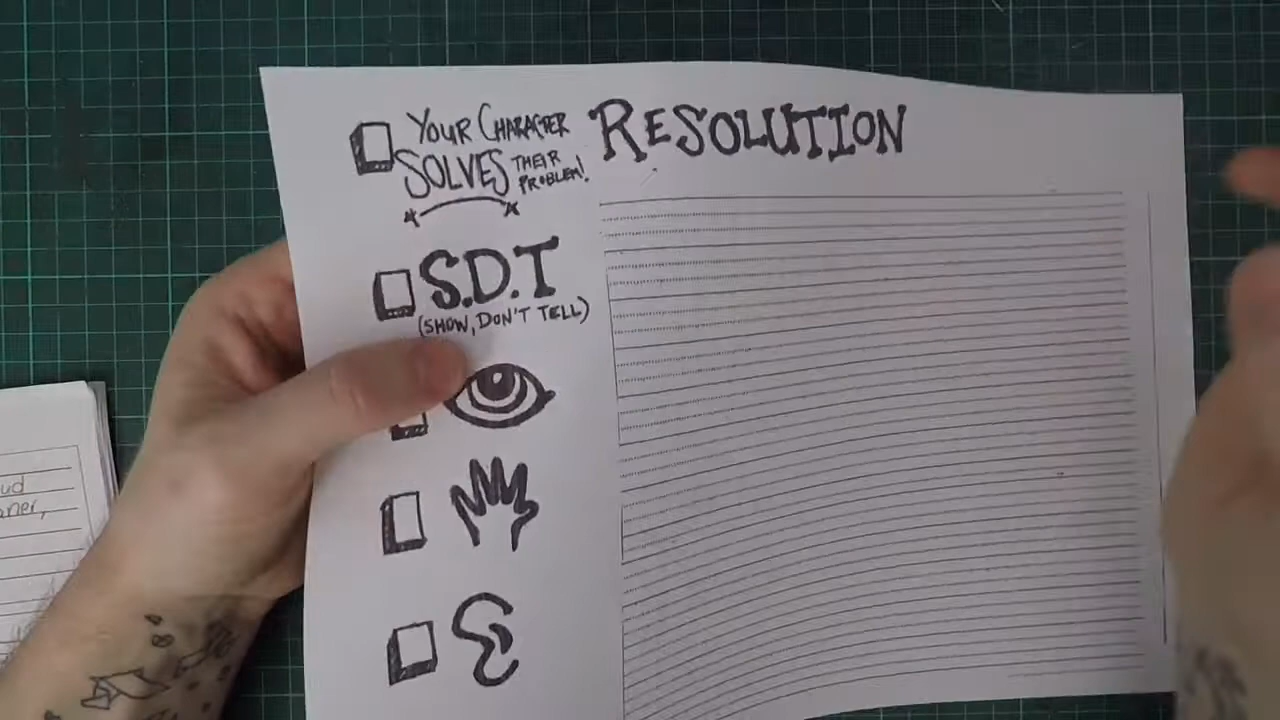 YOUR CHARACTER
SOLVES THEIR PROBLEM!
RESOLUTION
S.D.T
(SHOW, DON'T TELL)